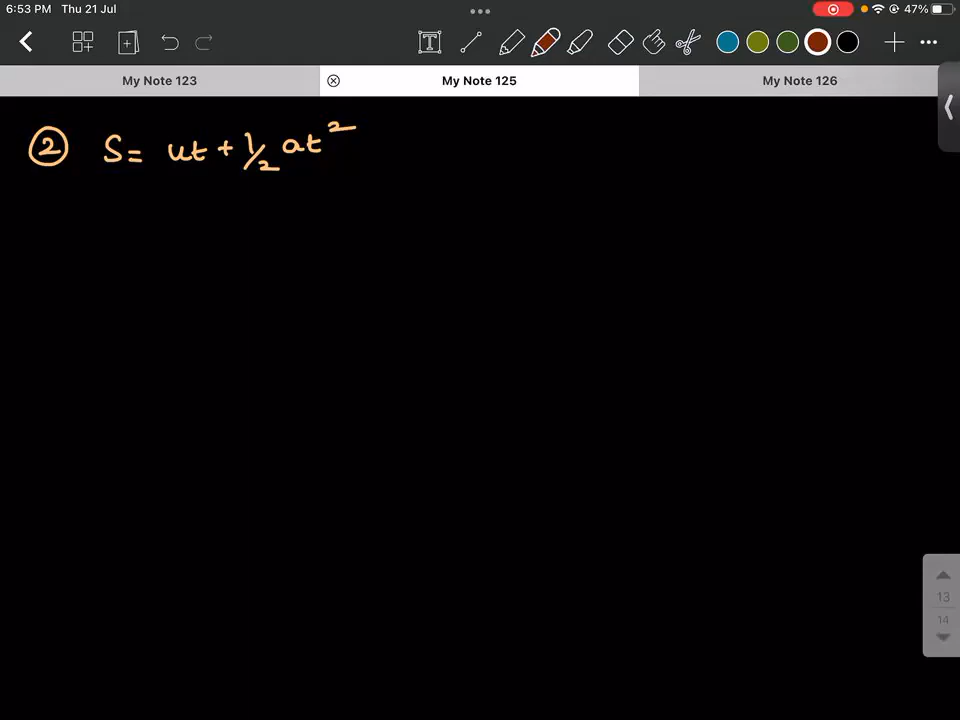 6:53 PM Thu 21 Jul 47%
My Note 123 My Note 125 My Note 126
② S = ut + 1/2 at²
13
14